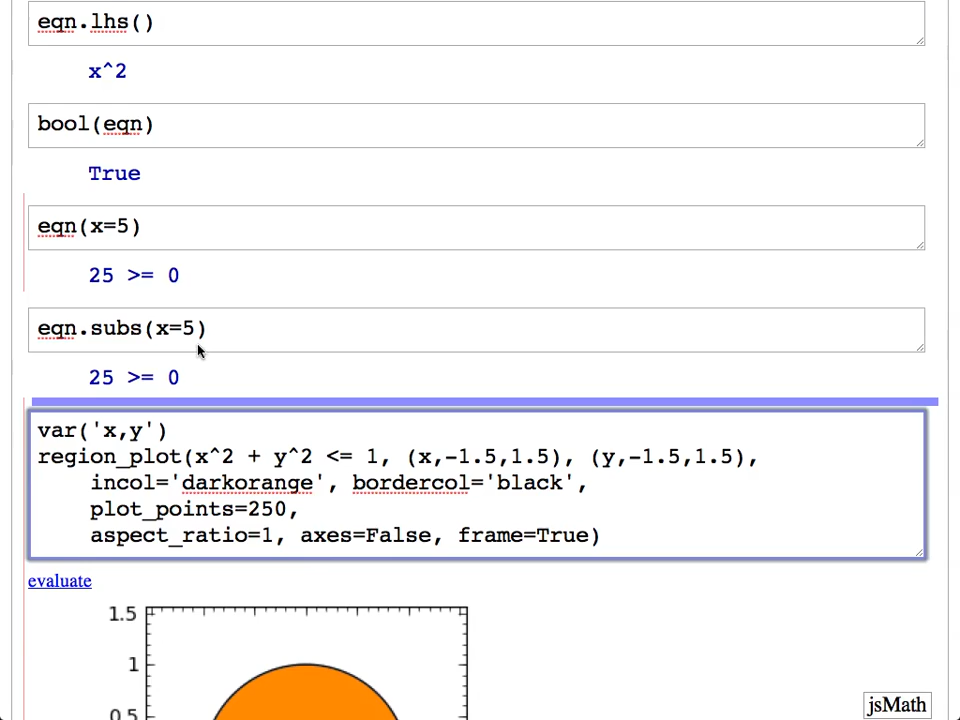 eqn.lhs()
x^2
bool(eqn)
True
eqn(x=5)
25 >= 0
eqn.subs(x=5)
25 >= 0
var('x,y')
region_plot(x^2 + y^2 <= 1, (x,-1.5,1.5), (y,-1.5,1.5),
incol='darkorange', bordercol='black',
plot_points=250,
aspect_ratio=1, axes=False, frame=True)
evaluate
1.5
1
0.5
jsMath